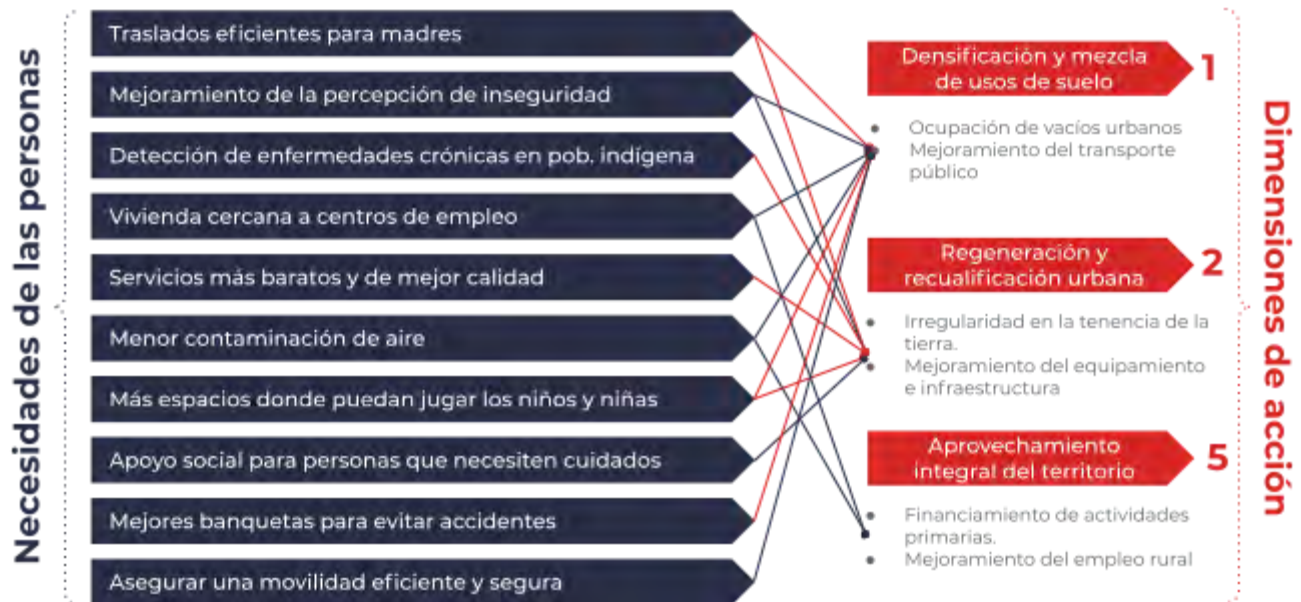 Necesidades de las personas
Traslados eficientes para madres
Mejoramiento de la percepción de inseguridad
Detección de enfermedades crónicas en pob. indígena
Vivienda cercana a centros de empleo
Servicios más baratos y de mejor calidad
Menor contaminación de aire
Más espacios donde puedan jugar los niños y niñas
Apoyo social para personas que necesiten cuidados
Mejores banquetas para evitar accidentes
Asegurar una movilidad eficiente y segura
Densificación y mezcla
de usos de suelo
1
• Ocupación de vacíos urbanos
Mejoramiento del transporte
público
Regeneración y
recualificación urbana
2
• Irregularidad en la tenencia de la
tierra.
• Mejoramiento del equipamiento
e infraestructura
Aprovechamiento
integral del territorio
5
• Financiamiento de actividades
primarias.
• Mejoramiento del empleo rural
Dimensiones de acción